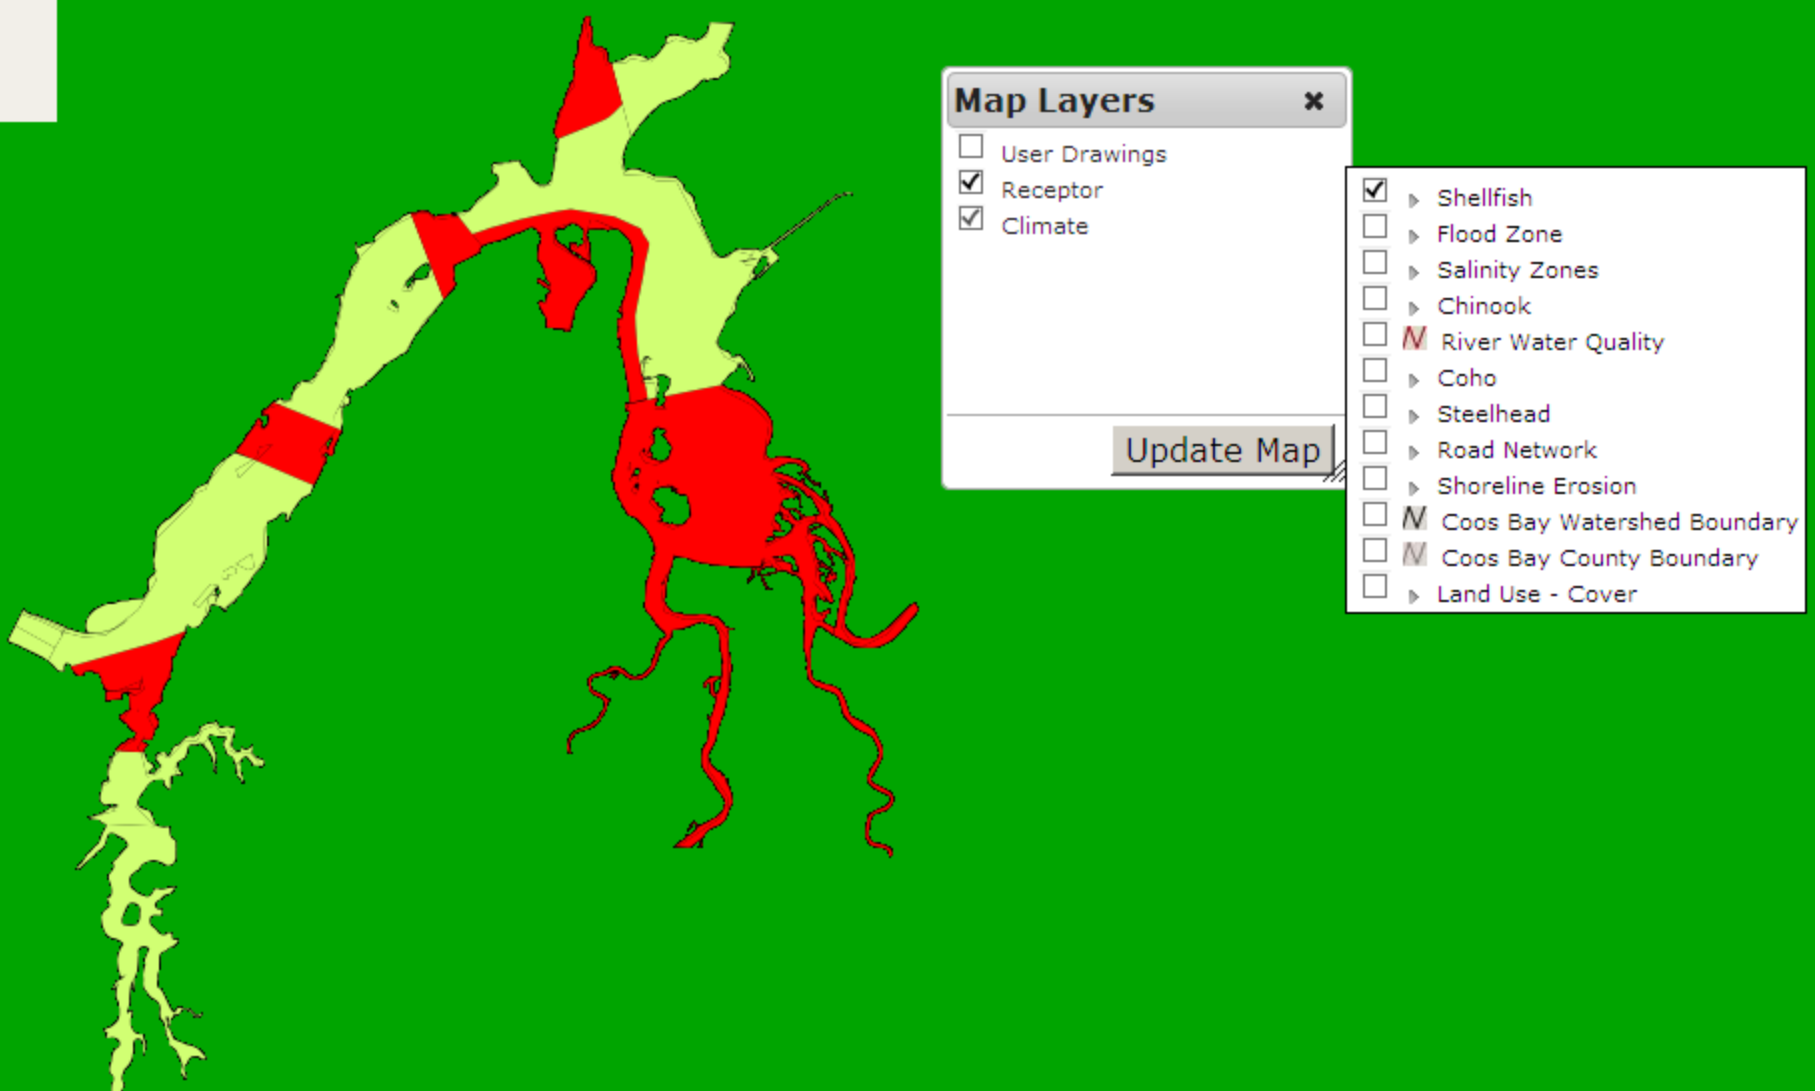 Map Layers
User Drawings
Receptor
Climate
Update Map
Shellfish
Flood Zone
Salinity Zones
Chinook
River Water Quality
Coho
Steelhead
Road Network
Shoreline Erosion
Coos Bay Watershed Boundary
Coos Bay County Boundary
Land Use - Cover